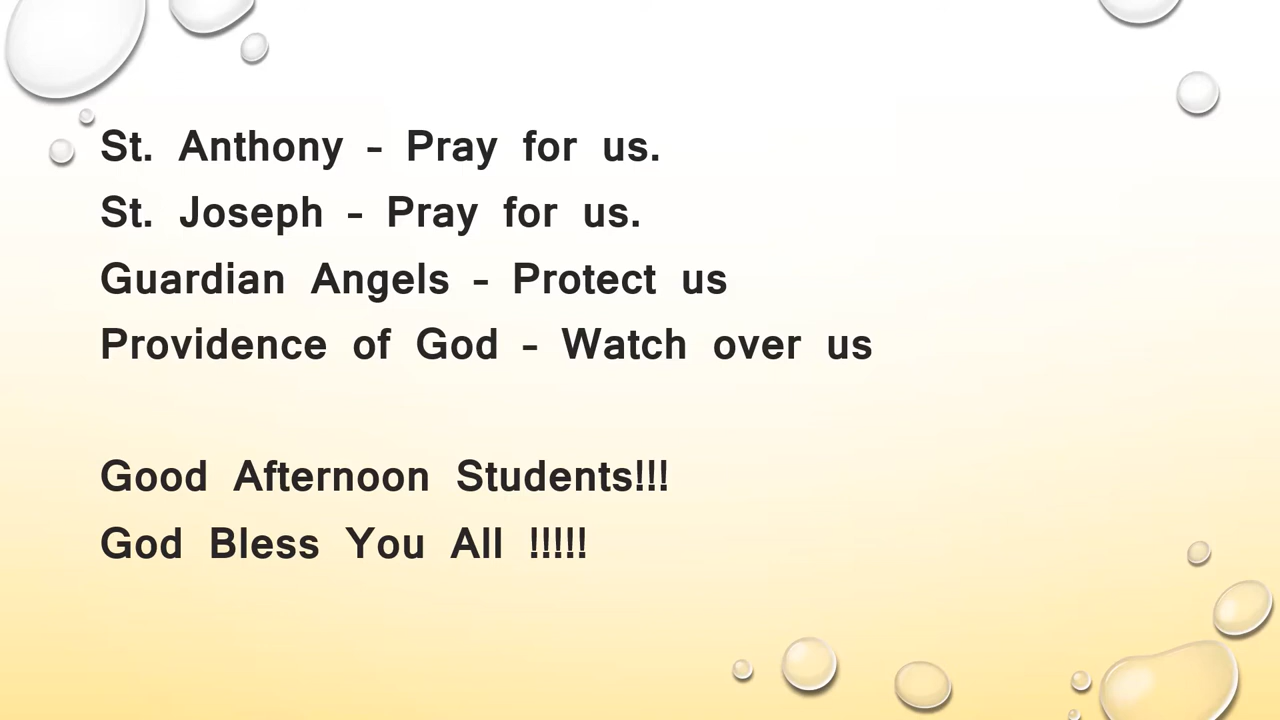 St. Anthony – Pray for us.
St. Joseph – Pray for us.
Guardian Angels – Protect us
Providence of God – Watch over us
Good Afternoon Students!!!
God Bless You All !!!!!